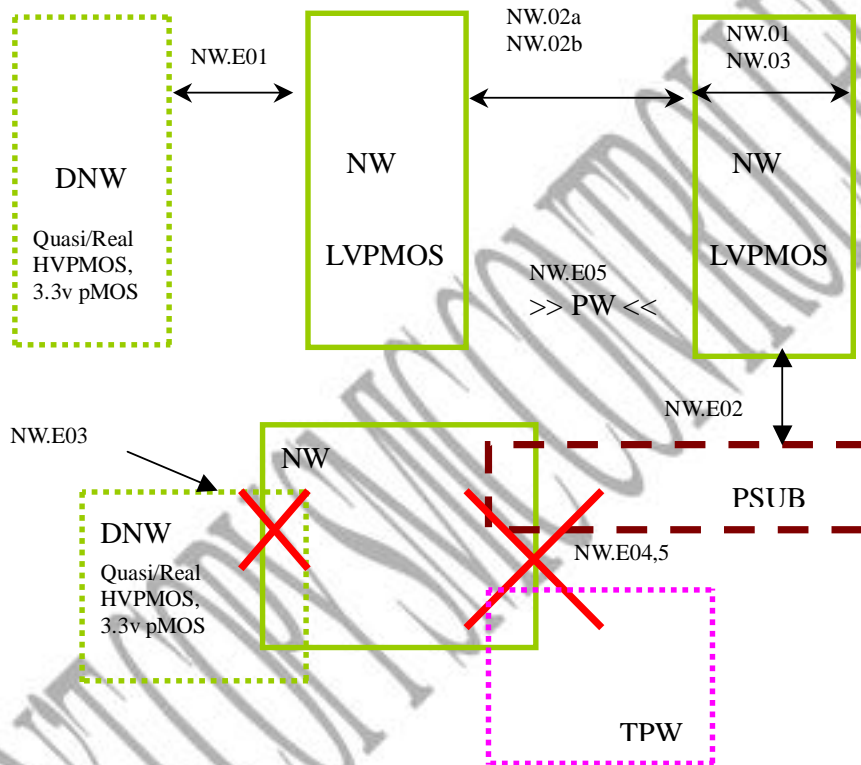 NW.02a
NW.02b
NW.01
NW.03
NW.E01
DNW
Quasi/Real
HVPMOS,
3.3v pMOS
NW
LVPMOS
NW
LVPMOS
NW.E05
>> PW <<
NW.E02
NW.E03
NW
PSUB
DNW
Quasi/Real
HVPMOS,
3.3v pMOS
NW.E04,5
TPW